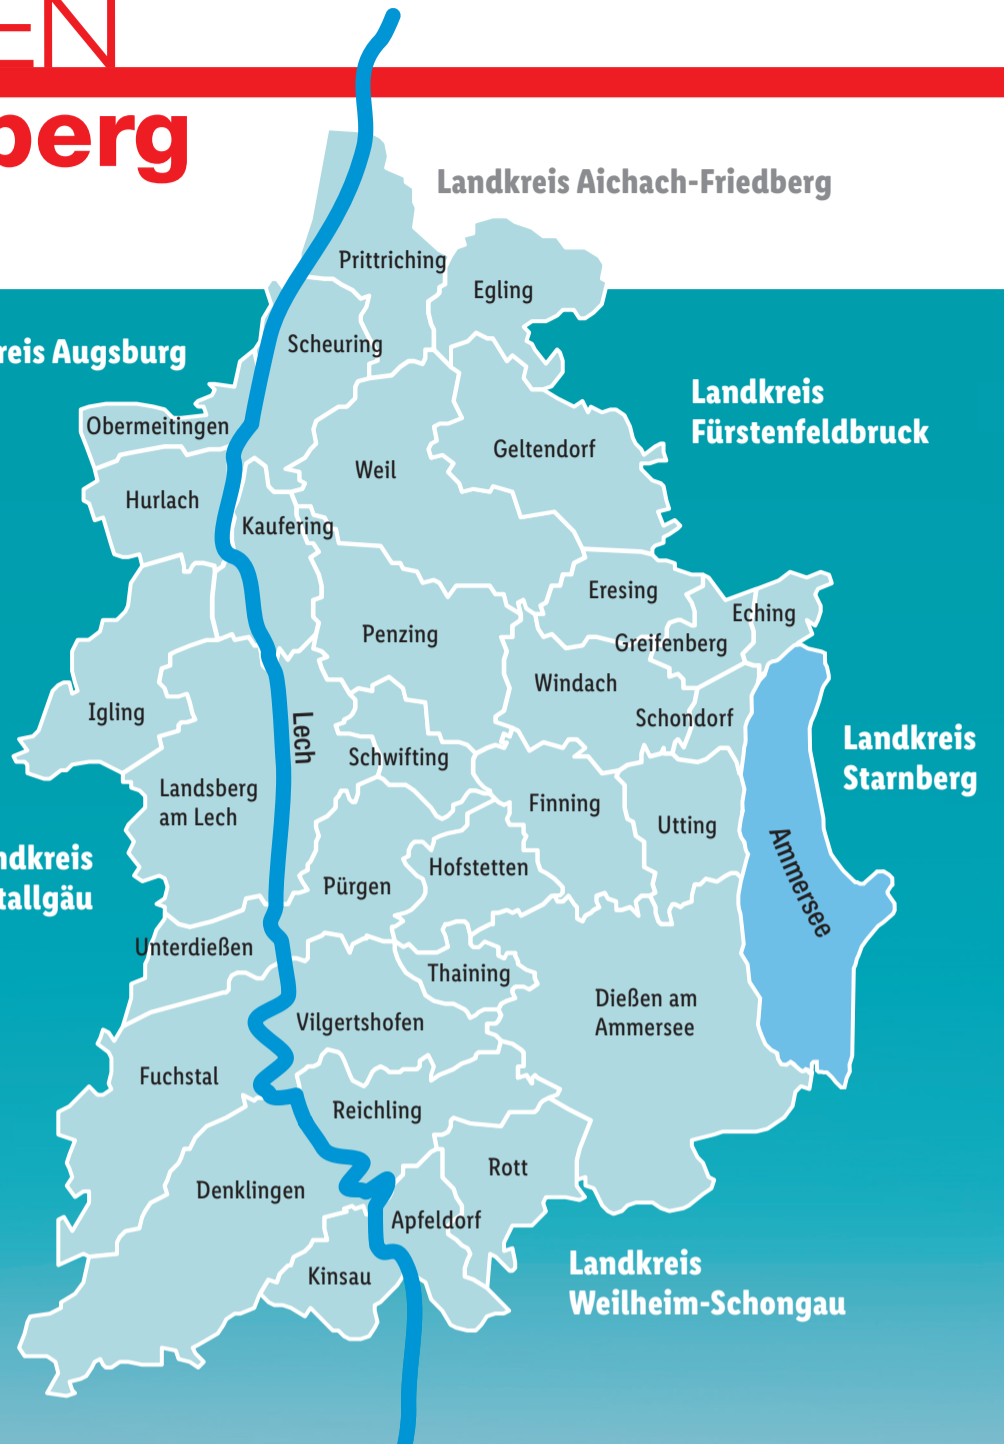 EN
berg
Landkreis Aichach-Friedberg
Prittriching
Egling
Scheuring
reis Augsburg
Landkreis
Fürstenfeldbruck
Obermeitingen
Geltendorf
Weil
Hurlach
Kaufering
Eresing
Eching
Penzing
Greifenberg
Windach
Igling
Schondorf
Lech
Landkreis
Starnberg
Schwifting
Landsberg
am Lech
Finning
Utting
Ammersee
ndkreis
tallgäu
Hofstetten
Pürgen
Unterdießen
Thaining
Dießen am
Ammersee
Vilgertshofen
Fuchstal
Reichling
Rott
Denklingen
Apfeldorf
Kinsau
Landkreis
Weilheim-Schongau